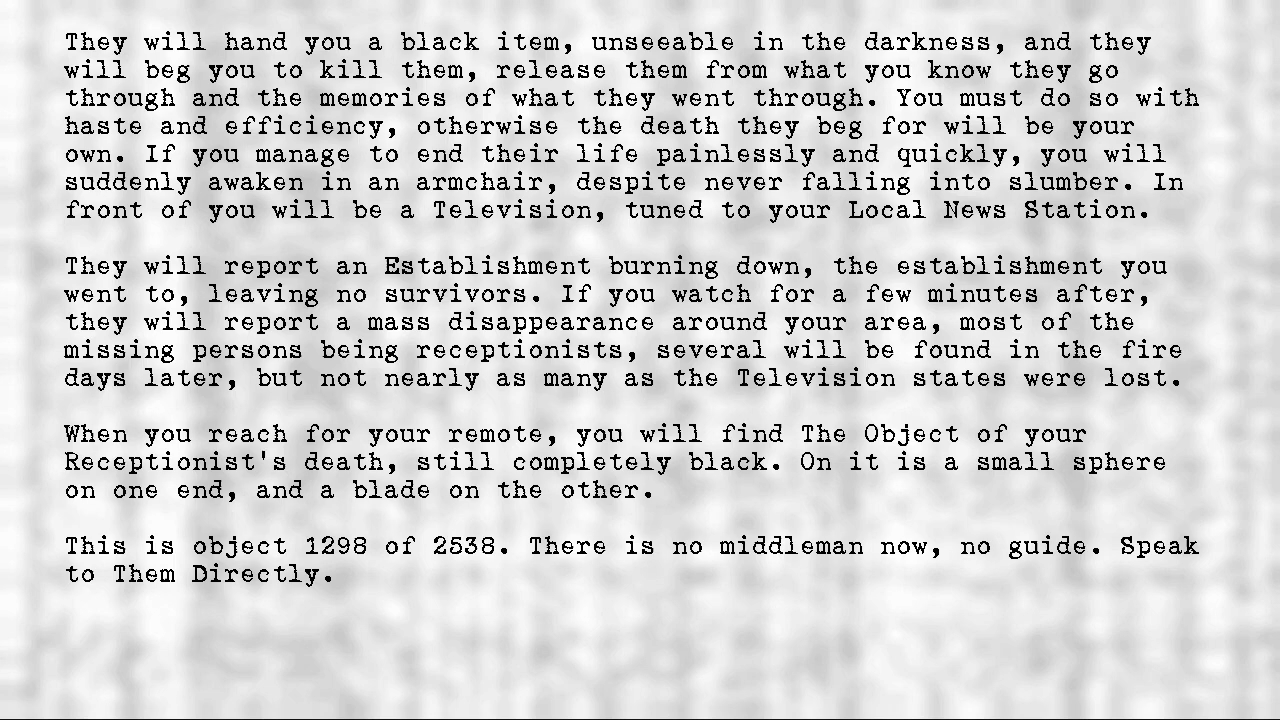 They will hand you a black item, unseeable in the darkness, and they
will beg you to kill them, release them from what you know they go
through and the memories of what they went through. You must do so with
haste and efficiency, otherwise the death they beg for will be your
own. If you manage to end their life painlessly and quickly, you will
suddenly awaken in an armchair, despite never falling into slumber. In
front of you will be a Television, tuned to your Local News Station.

They will report an Establishment burning down, the establishment you
went to, leaving no survivors. If you watch for a few minutes after,
they will report a mass disappearance around your area, most of the
missing persons being receptionists, several will be found in the fire
days later, but not nearly as many as the Television states were lost.

When you reach for your remote, you will find The Object of your
Receptionist's death, still completely black. On it is a small sphere
on one end, and a blade on the other.

This is object 1298 of 2538. There is no middleman now, no guide. Speak
to Them Directly.